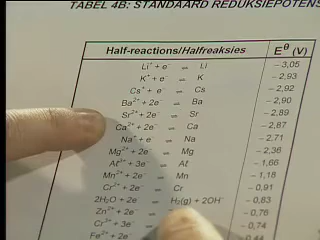 TABEL 4B: STANDAARD REDUKSIEPOTENS
Half-reactions/Halfreaksies E⁰ (V)
Li⁺ + e⁻ ⇌ Li −3,05
K⁺ + e⁻ ⇌ K −2,93
Cs⁺ + e⁻ ⇌ Cs −2,92
Ba²⁺ + 2e⁻ ⇌ Ba −2,90
Sr²⁺ + 2e⁻ ⇌ Sr −2,89
Ca²⁺ + 2e⁻ ⇌ Ca −2,87
Na⁺ + e⁻ ⇌ Na −2,71
Mg²⁺ + 2e⁻ ⇌ Mg −2,36
Al³⁺ + 3e⁻ ⇌ Al −1,66
Mn²⁺ + 2e⁻ ⇌ Mn −1,18
Cr²⁺ + 2e⁻ ⇌ Cr −0,91
2H₂O + 2e⁻ ⇌ H₂(g) + 2OH⁻ −0,83
Zn²⁺ + 2e⁻ ⇌ −0,76
Cr³⁺ + 3e⁻ ⇌ −0,74
Fe²⁺ + 2e⁻ −0,44